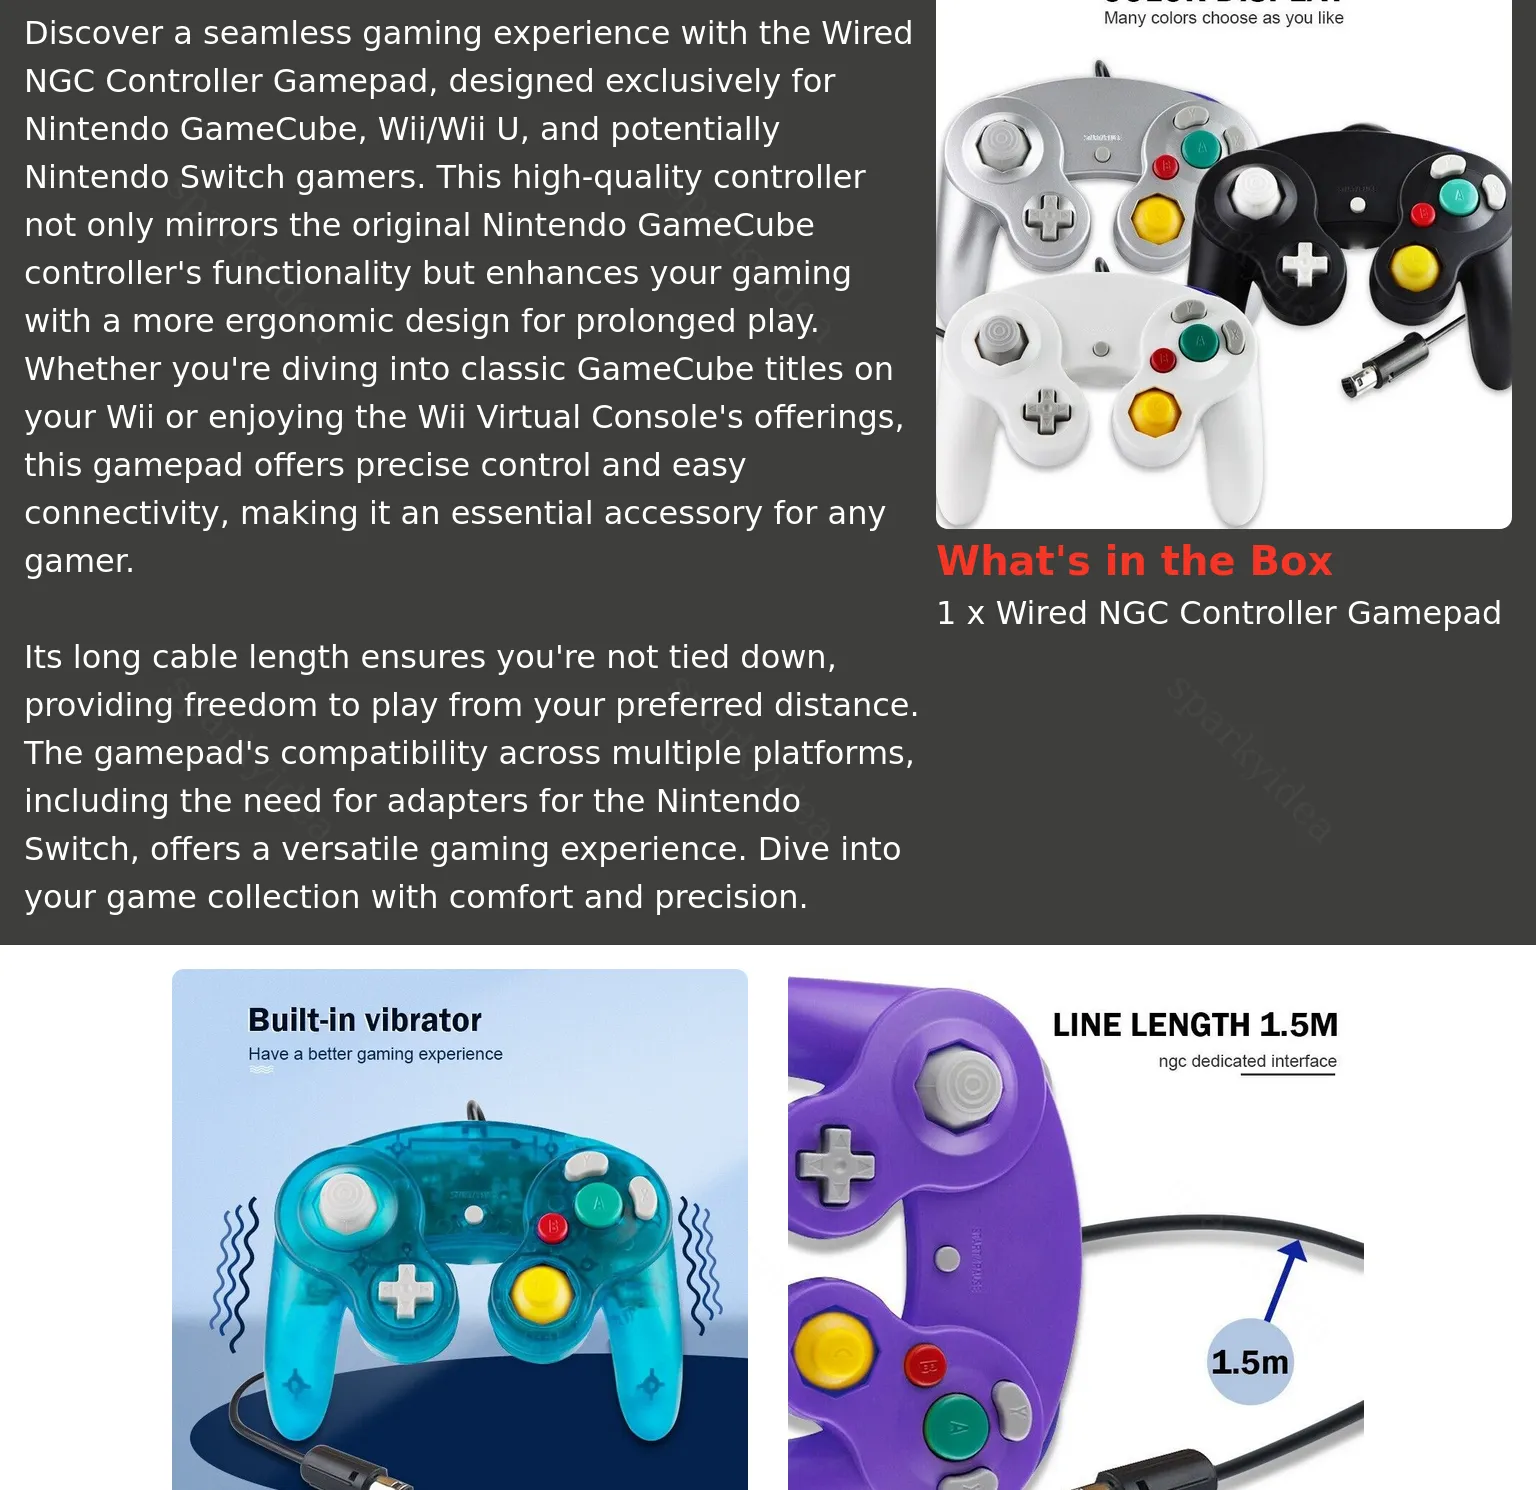 Discover a seamless gaming experience with the Wired
NGC Controller Gamepad, designed exclusively for
Nintendo GameCube, Wii/Wii U, and potentially
Nintendo Switch gamers. This high-quality controller
not only mirrors the original Nintendo GameCube
controller's functionality but enhances your gaming
with a more ergonomic design for prolonged play.
Whether you're diving into classic GameCube titles on
your Wii or enjoying the Wii Virtual Console's offerings,
this gamepad offers precise control and easy
connectivity, making it an essential accessory for any
gamer.
Its long cable length ensures you're not tied down,
providing freedom to play from your preferred distance.
The gamepad's compatibility across multiple platforms,
including the need for adapters for the Nintendo
Switch, offers a versatile gaming experience. Dive into
your game collection with comfort and precision.
COLOR DISPLAY
Many colors choose as you like
Y
A
X
B
A
B
Y
A
X
B
What's in the Box
1 x Wired NGC Controller Gamepad
sparkyidea
sparkyidea
sparkyidea
sparkyidea
sparkyidea
sparkyidea
Built-in vibrator
Have a better gaming experience
Y
A
Y
B
LINE LENGTH 1.5M
ngc dedicated interface
1.5m
C
B
A
Y